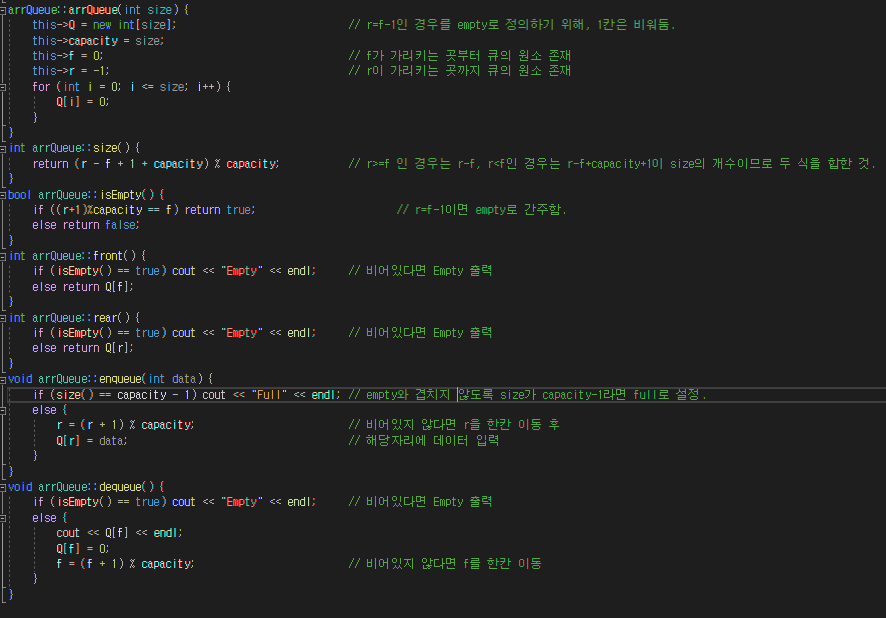 arrQueue::arrQueue(int size) {
this->Q = new int[size]; // r=f-1인 경우를 empty로 정의하기 위해, 1칸은 비워둠.
this->capacity = size;
this->f = 0; // f가 가리키는 곳부터 큐의 원소 존재
this->r = -1; // r이 가리키는 곳까지 큐의 원소 존재
for (int i = 0; i <= size; i++) {
Q[i] = 0;
}
}
int arrQueue::size() {
return (r - f + 1 + capacity) % capacity; // r>=f 인 경우는 r-f, r<f인 경우는 r-f+capacity+1이 size의 개수이므로 두 식을 합한 것.
}
bool arrQueue::isEmpty() {
if ((r+1)%capacity == f) return true; // r=f-1이면 empty로 간주함.
else return false;
}
int arrQueue::front() {
if (isEmpty() == true) cout << "Empty" << endl; // 비어있다면 Empty 출력
else return Q[f];
}
int arrQueue::rear() {
if (isEmpty() == true) cout << "Empty" << endl; // 비어있다면 Empty 출력
else return Q[r];
}
void arrQueue::enqueue(int data) {
if (size() == capacity - 1) cout << "Full" << endl; // empty와 겹치지 않도록 size가 capacity-1라면 full로 설정.
else {
r = (r + 1) % capacity; // 비어있지 않다면 r을 한칸 이동 후
Q[r] = data; // 해당자리에 데이터 입력
}
}
void arrQueue::dequeue() {
if (isEmpty() == true) cout << "Empty" << endl; // 비어있다면 Empty 출력
else {
cout << Q[f] << endl;
Q[f] = 0;
f = (f + 1) % capacity; // 비어있지 않다면 f를 한칸 이동
}
}